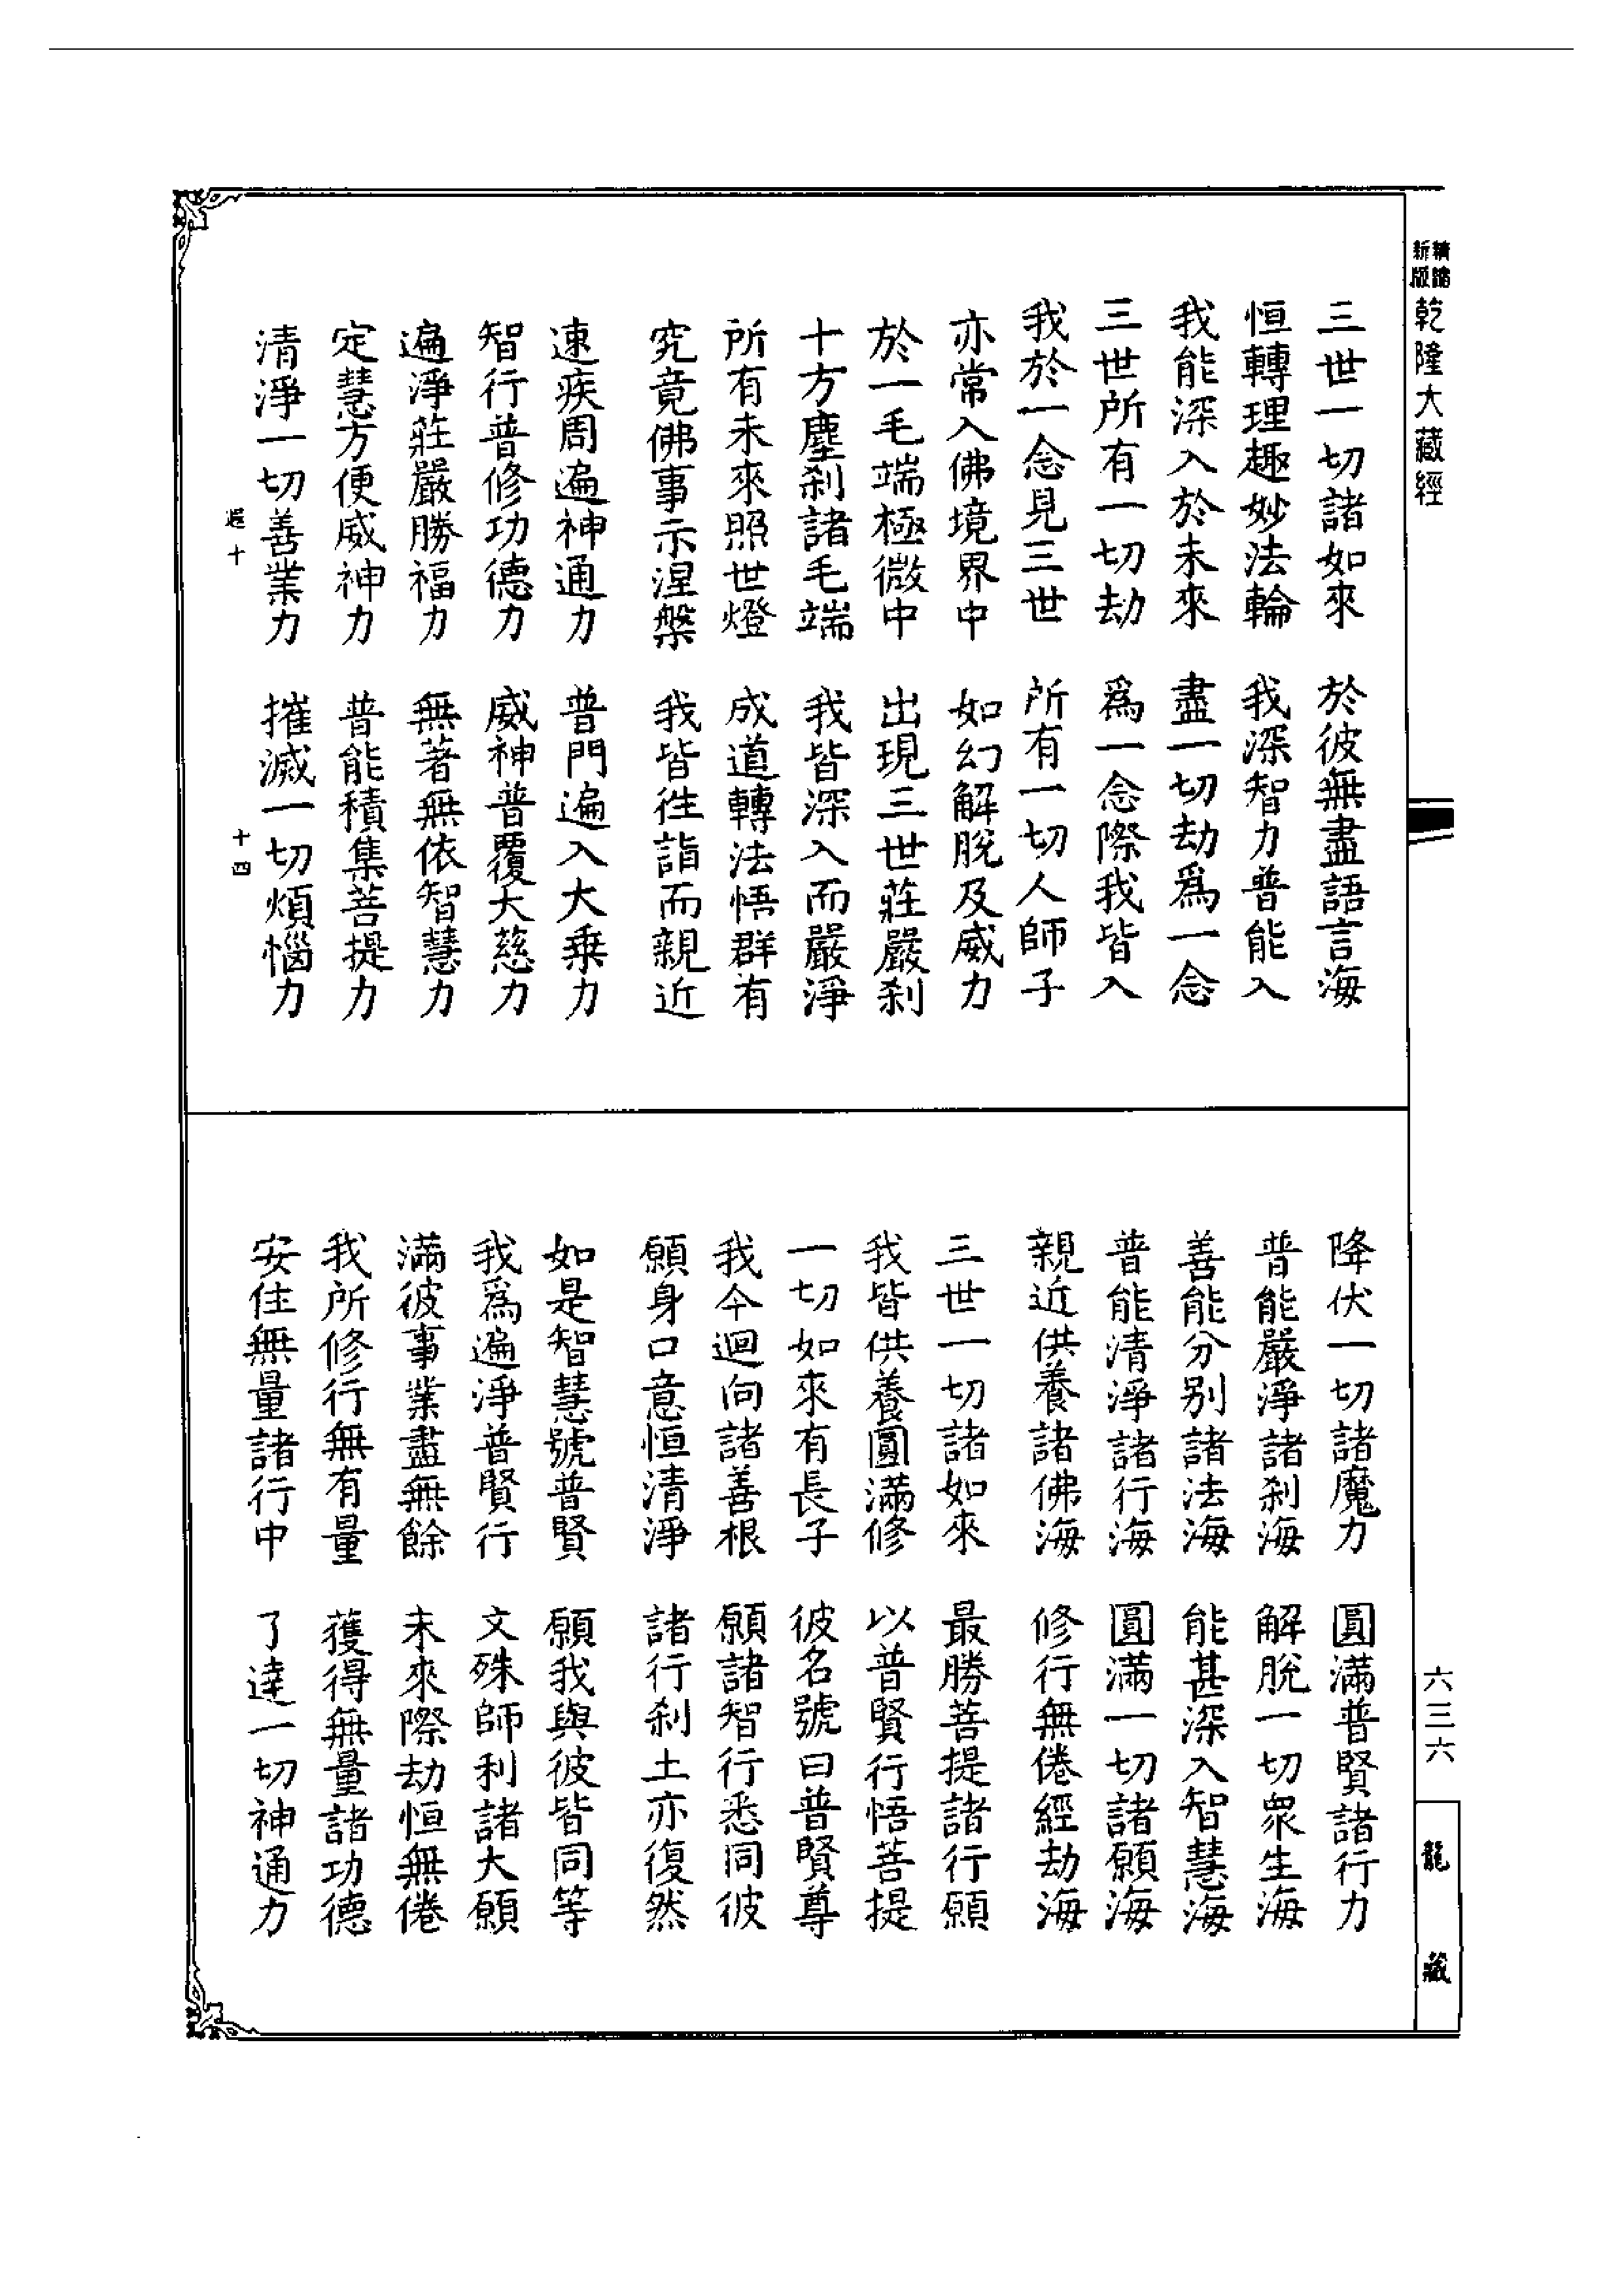 精縮
新版
乾隆大藏經
三世一切諸如來　於彼無盡語言海
恒轉理趣妙法輪　我深智力普能入
我能深入於未來　盡一切劫爲一念
三世所有一切劫　爲一念際我皆入
我於一念見三世　所有一切人師子
亦常入佛境界中　如幻解脫及威力
於一毛端極微中　出現三世莊嚴刹
十方塵刹諸毛端　我皆深入而嚴淨
所有未來照世燈　成道轉法悟群有
究竟佛事示涅槃　我皆往詣而親近
速疾周遍神通力　普門遍入大乗力
智行普修功德力　威神普覆大慈力
遍淨莊嚴勝福力　無著無依智慧力
定慧方便威神力　普能積集菩提力
清淨一切善業力　摧滅一切煩惱力
十　十四
降伏一切諸魔力　圓滿普賢諸行力
普能嚴淨諸刹海　解脫一切衆生海
善能分别諸法海　能甚深入智慧海
普能清淨諸行海　圓滿一切諸願海
親近供養諸佛海　修行無倦經劫海
三世一切諸如來　最勝菩提諸行願
我皆供養圓滿修　以普賢行悟菩提
一切如來有長子　彼名號曰普賢尊
我今迴向諸善根　願諸智行悉同彼
願身口意恒清淨　諸行刹土亦復然
如是智慧號普賢　願我與彼皆同等
我爲遍淨普賢行　文殊師利諸大願
滿彼事業盡無餘　未來際劫恒無倦
我所修行無有量　獲得無量諸功德
安住無量諸行中　了達一切神通力
六三六
龍藏